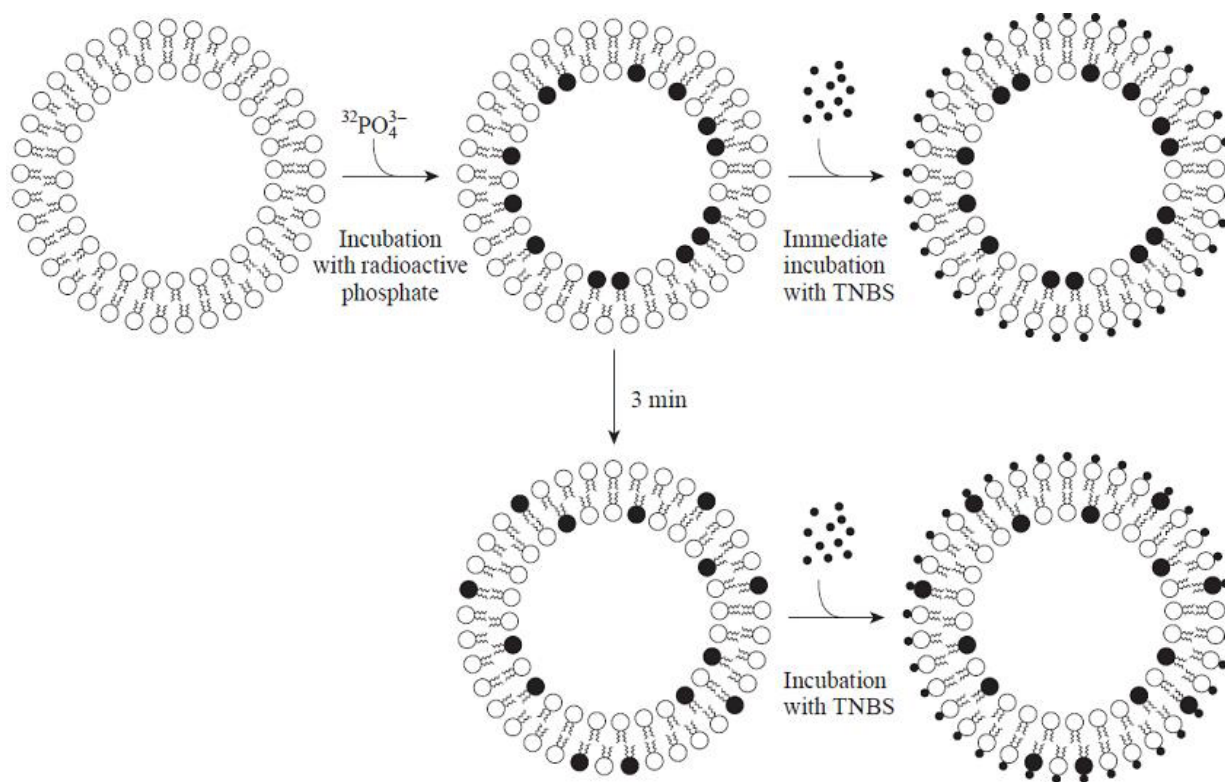 ³²PO₄³⁻
Incubation
with radioactive
phosphate
Immediate
incubation
with TNBS
3 min
Incubation
with TNBS